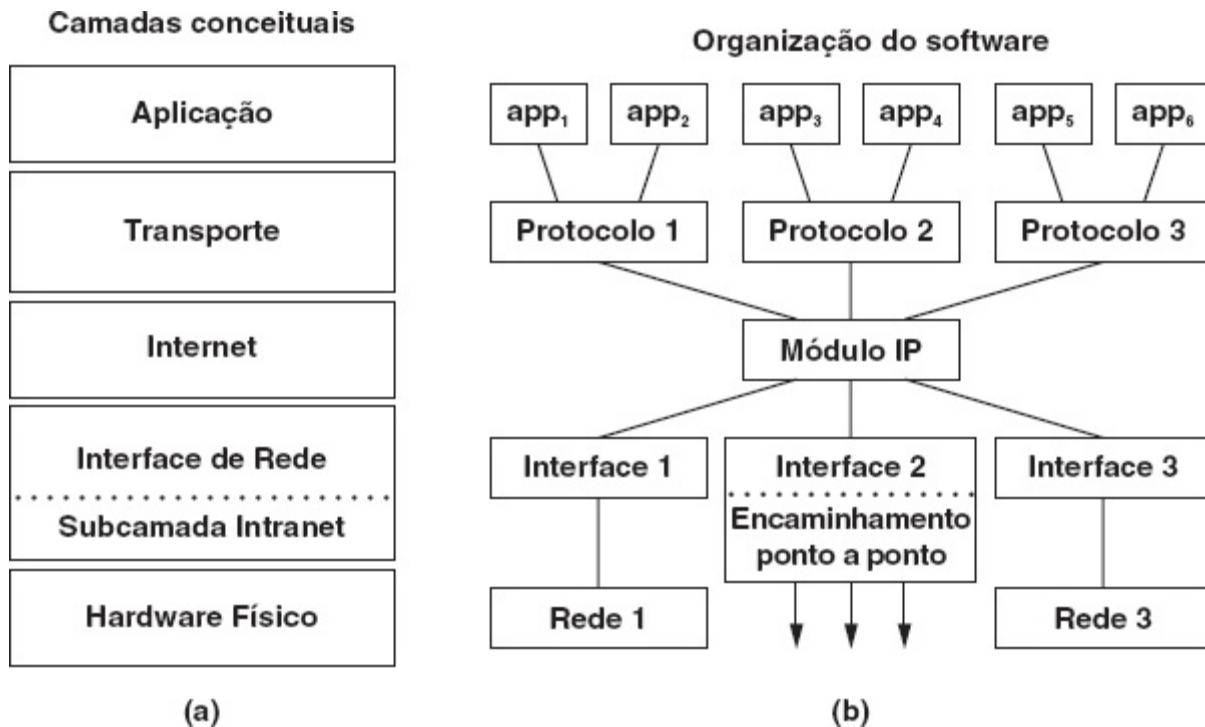 Camadas conceituais
Aplicação
Transporte
Internet
Interface de Rede
Subcamada Intranet
Hardware Físico
(a)
Organização do software
app₁ app₂ app₃ app₄ app₅ app₆
Protocolo 1 Protocolo 2 Protocolo 3
Módulo IP
Interface 1 Interface 2 Interface 3
Encaminhamento
ponto a ponto
Rede 1 Rede 3
(b)